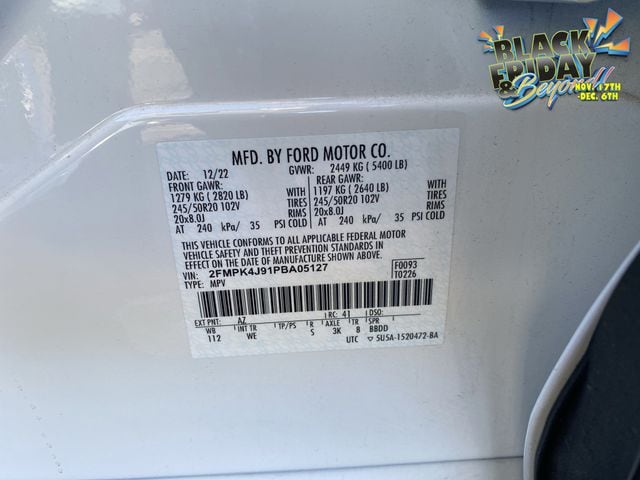 BLACK
FRIDAY
& Beyond!
NOV. 17TH
-DEC. 6TH
MFD. BY FORD MOTOR CO.
DATE: 12/22 GVWR: 2449 KG ( 5400 LB)
FRONT GAWR: REAR GAWR:
1279 KG ( 2820 LB) WITH 1197 KG ( 2640 LB) WITH
245/50R20 102V TIRES 245/50R20 102V TIRES
20x8.0J RIMS 20x8.0J RIMS
AT 240 kPa/ 35 PSI COLD AT 240 kPa/ 35 PSI COLD
THIS VEHICLE CONFORMS TO ALL APPLICABLE FEDERAL MOTOR
VEHICLE SAFETY AND THEFT PREVENTION STANDARDS IN
EFFECT ON THE DATE OF MANUFACTURE SHOWN ABOVE.
VIN: 2FMPK4J91PBA05127 F0093
TYPE: MPV T0226
EXT PNT: AZ RC: 41 DSO:
WB INT TR TP/PS R AXLE TR SPR
112 WE S 3K 8 BBDD
UTC ▽ SU5A-1520472-BA